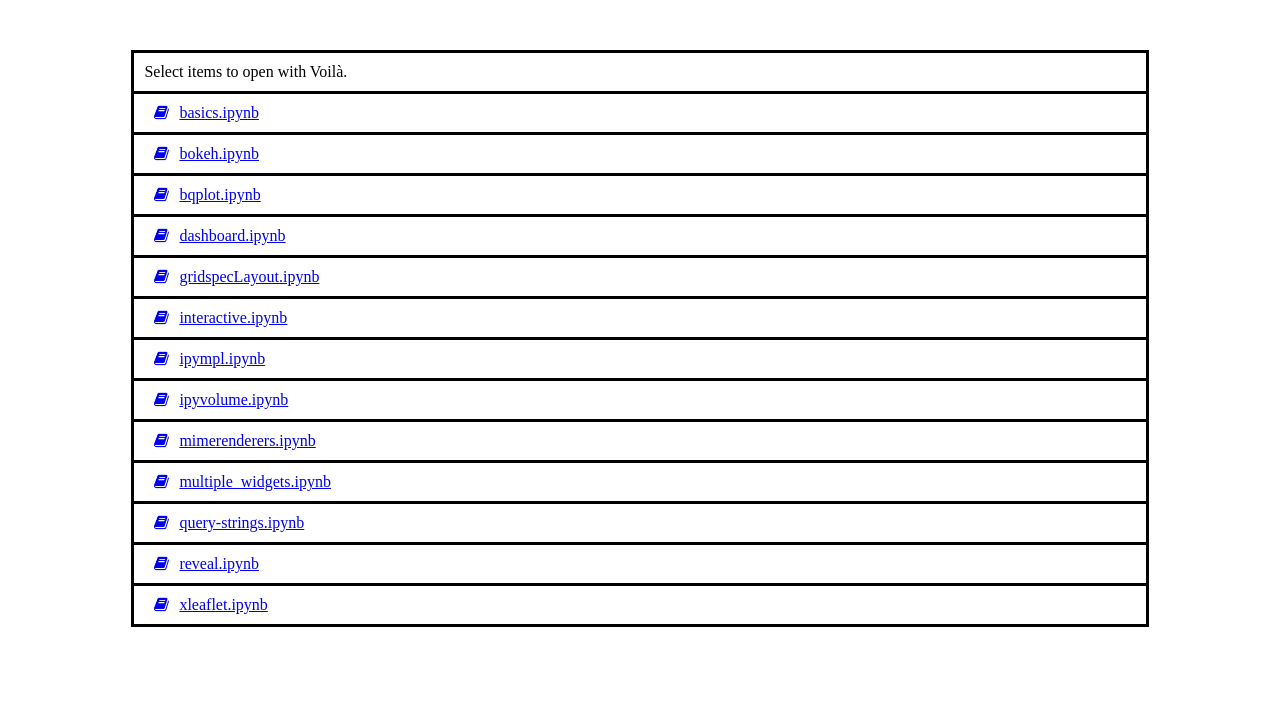 Select items to open with Voilà.
basics.ipynb
bokeh.ipynb
bqplot.ipynb
dashboard.ipynb
gridspecLayout.ipynb
interactive.ipynb
ipympl.ipynb
ipyvolume.ipynb
mimerenderers.ipynb
multiple_widgets.ipynb
query-strings.ipynb
reveal.ipynb
xleaflet.ipynb